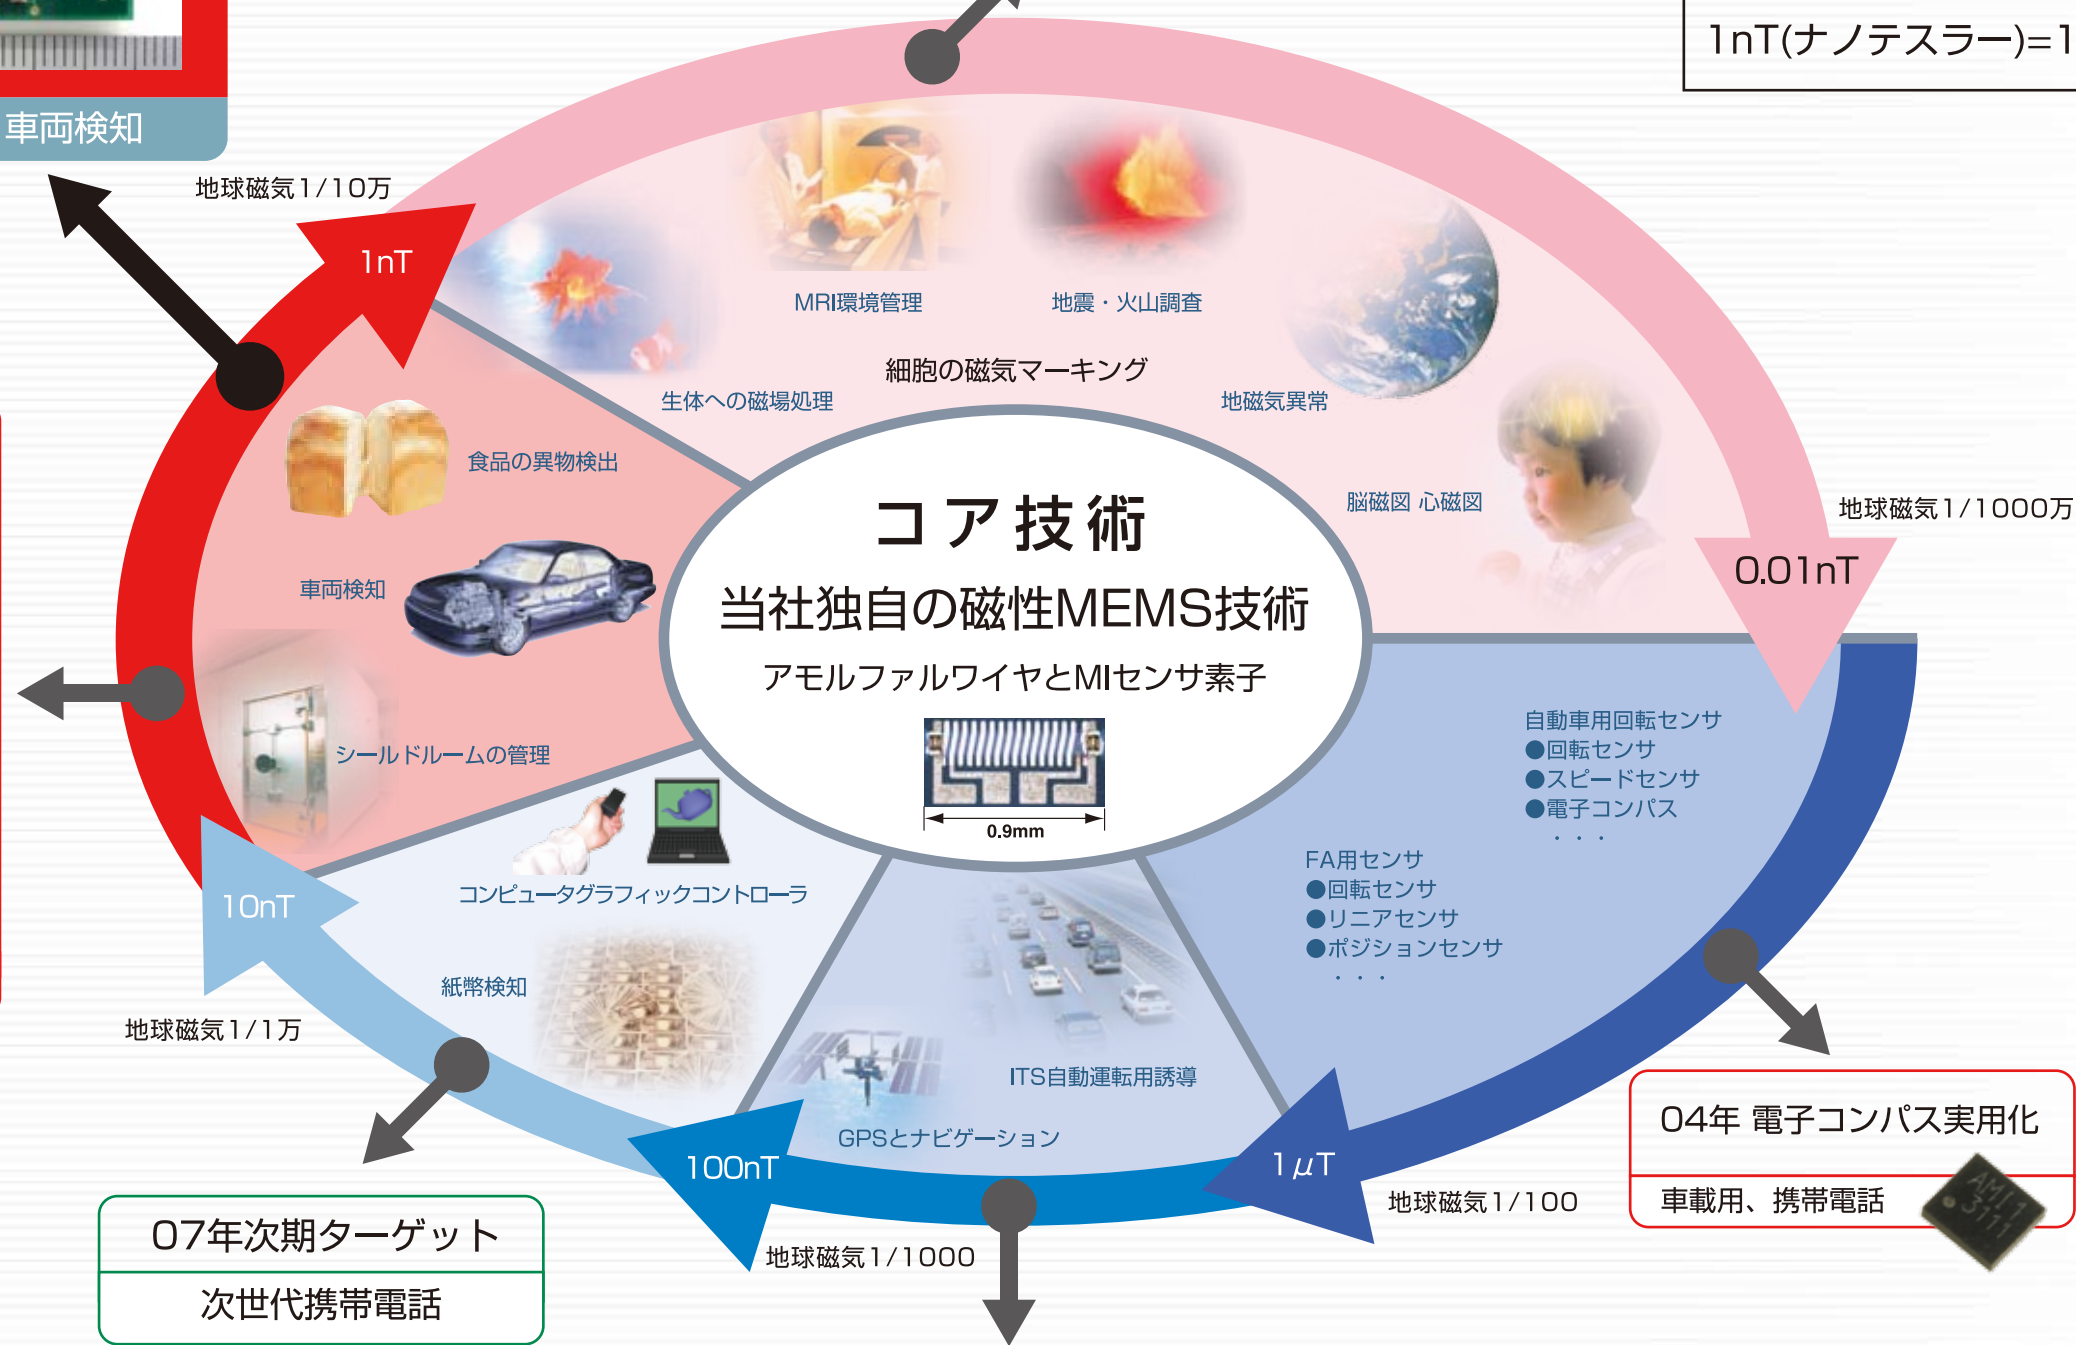 1nT(ナノテスラー)=1
車両検知
地球磁気1/10万
1nT
MRI環境管理
地震・火山調査
細胞の磁気マーキング
生体への磁場処理
地磁気異常
食品の異物検出
脳磁図 心磁図
地球磁気1/1000万
0.01nT
コア技術
当社独自の磁性MEMS技術
アモルファルワイヤとMIセンサ素子
0.9mm
車両検知
シールドルームの管理
自動車用回転センサ
●回転センサ
●スピードセンサ
●電子コンパス
・・・
FA用センサ
●回転センサ
●リニアセンサ
●ポジションセンサ
・・・
コンピュータグラフィックコントローラ
10nT
紙幣検知
地球磁気1/1万
ITS自動運転用誘導
GPSとナビゲーション
100nT
1μT
地球磁気1/100
地球磁気1/1000
04年 電子コンパス実用化
車載用、携帯電話
AMI 1
3111
07年次期ターゲット
次世代携帯電話